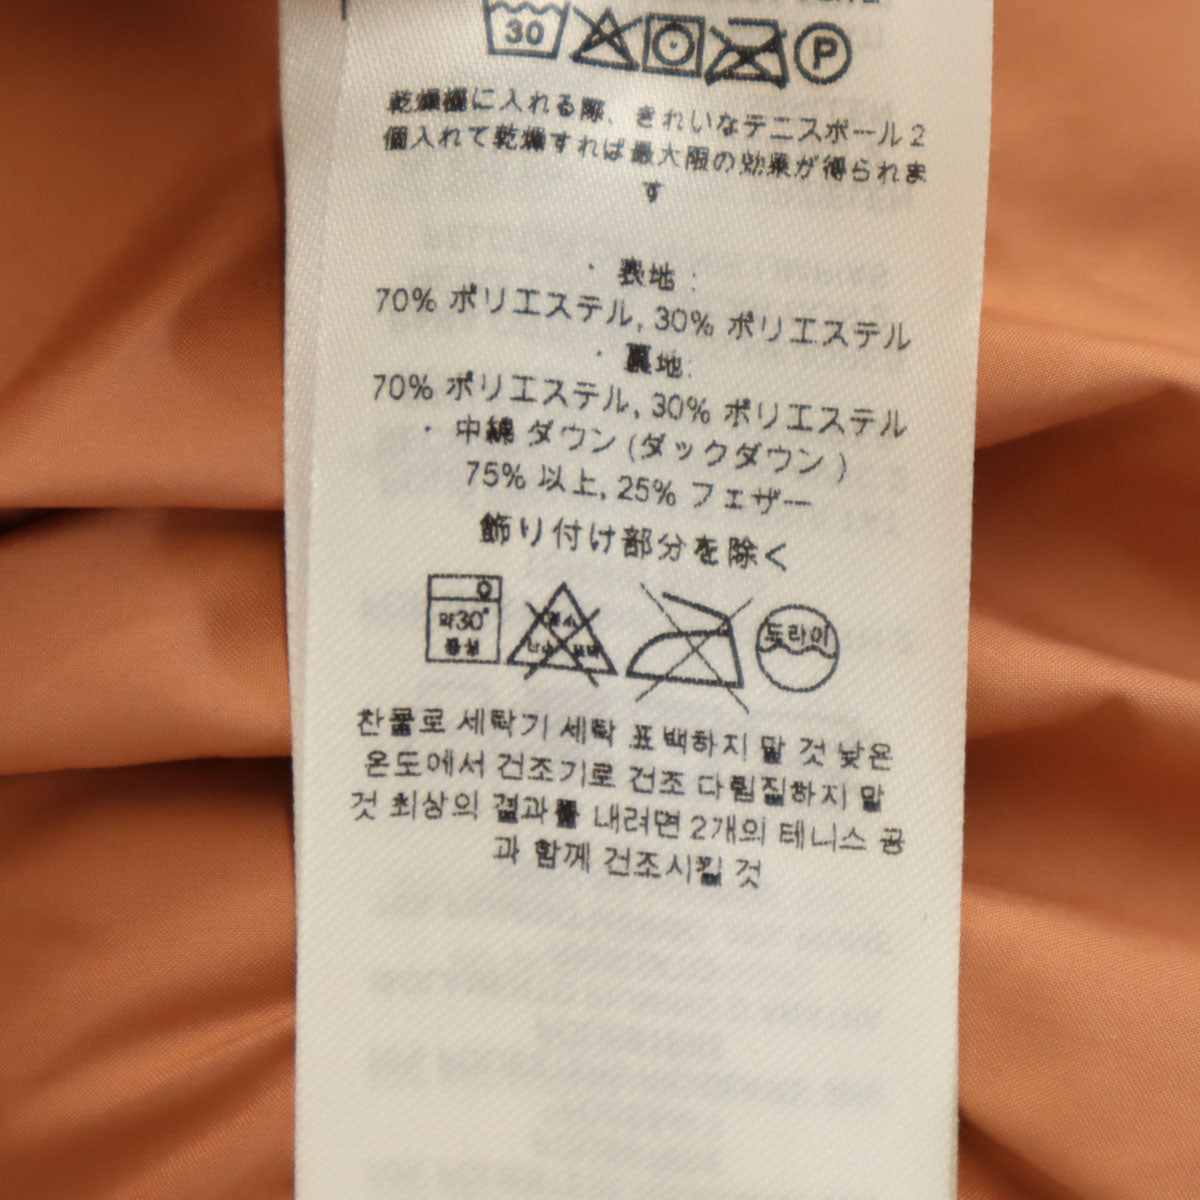 30 P
乾燥機に入れる際、きれいなテニスボール2
個入れて乾燥すれば最大限の効果が得られま
す
・表地:
70% ポリエステル, 30% ポリエステル
・裏地:
70% ポリエステル, 30% ポリエステル
・中綿 ダウン (ダックダウン)
75% 以上, 25% フェザー
飾り付け部分を除く
약30°
중성
드라이
찬물로 세탁기 세탁 표백하지 말 것 낮은
온도에서 건조기로 건조 다림질하지 말
것 최상의 결과를 내려면 2개의 테니스 공
과 함께 건조시킬 것